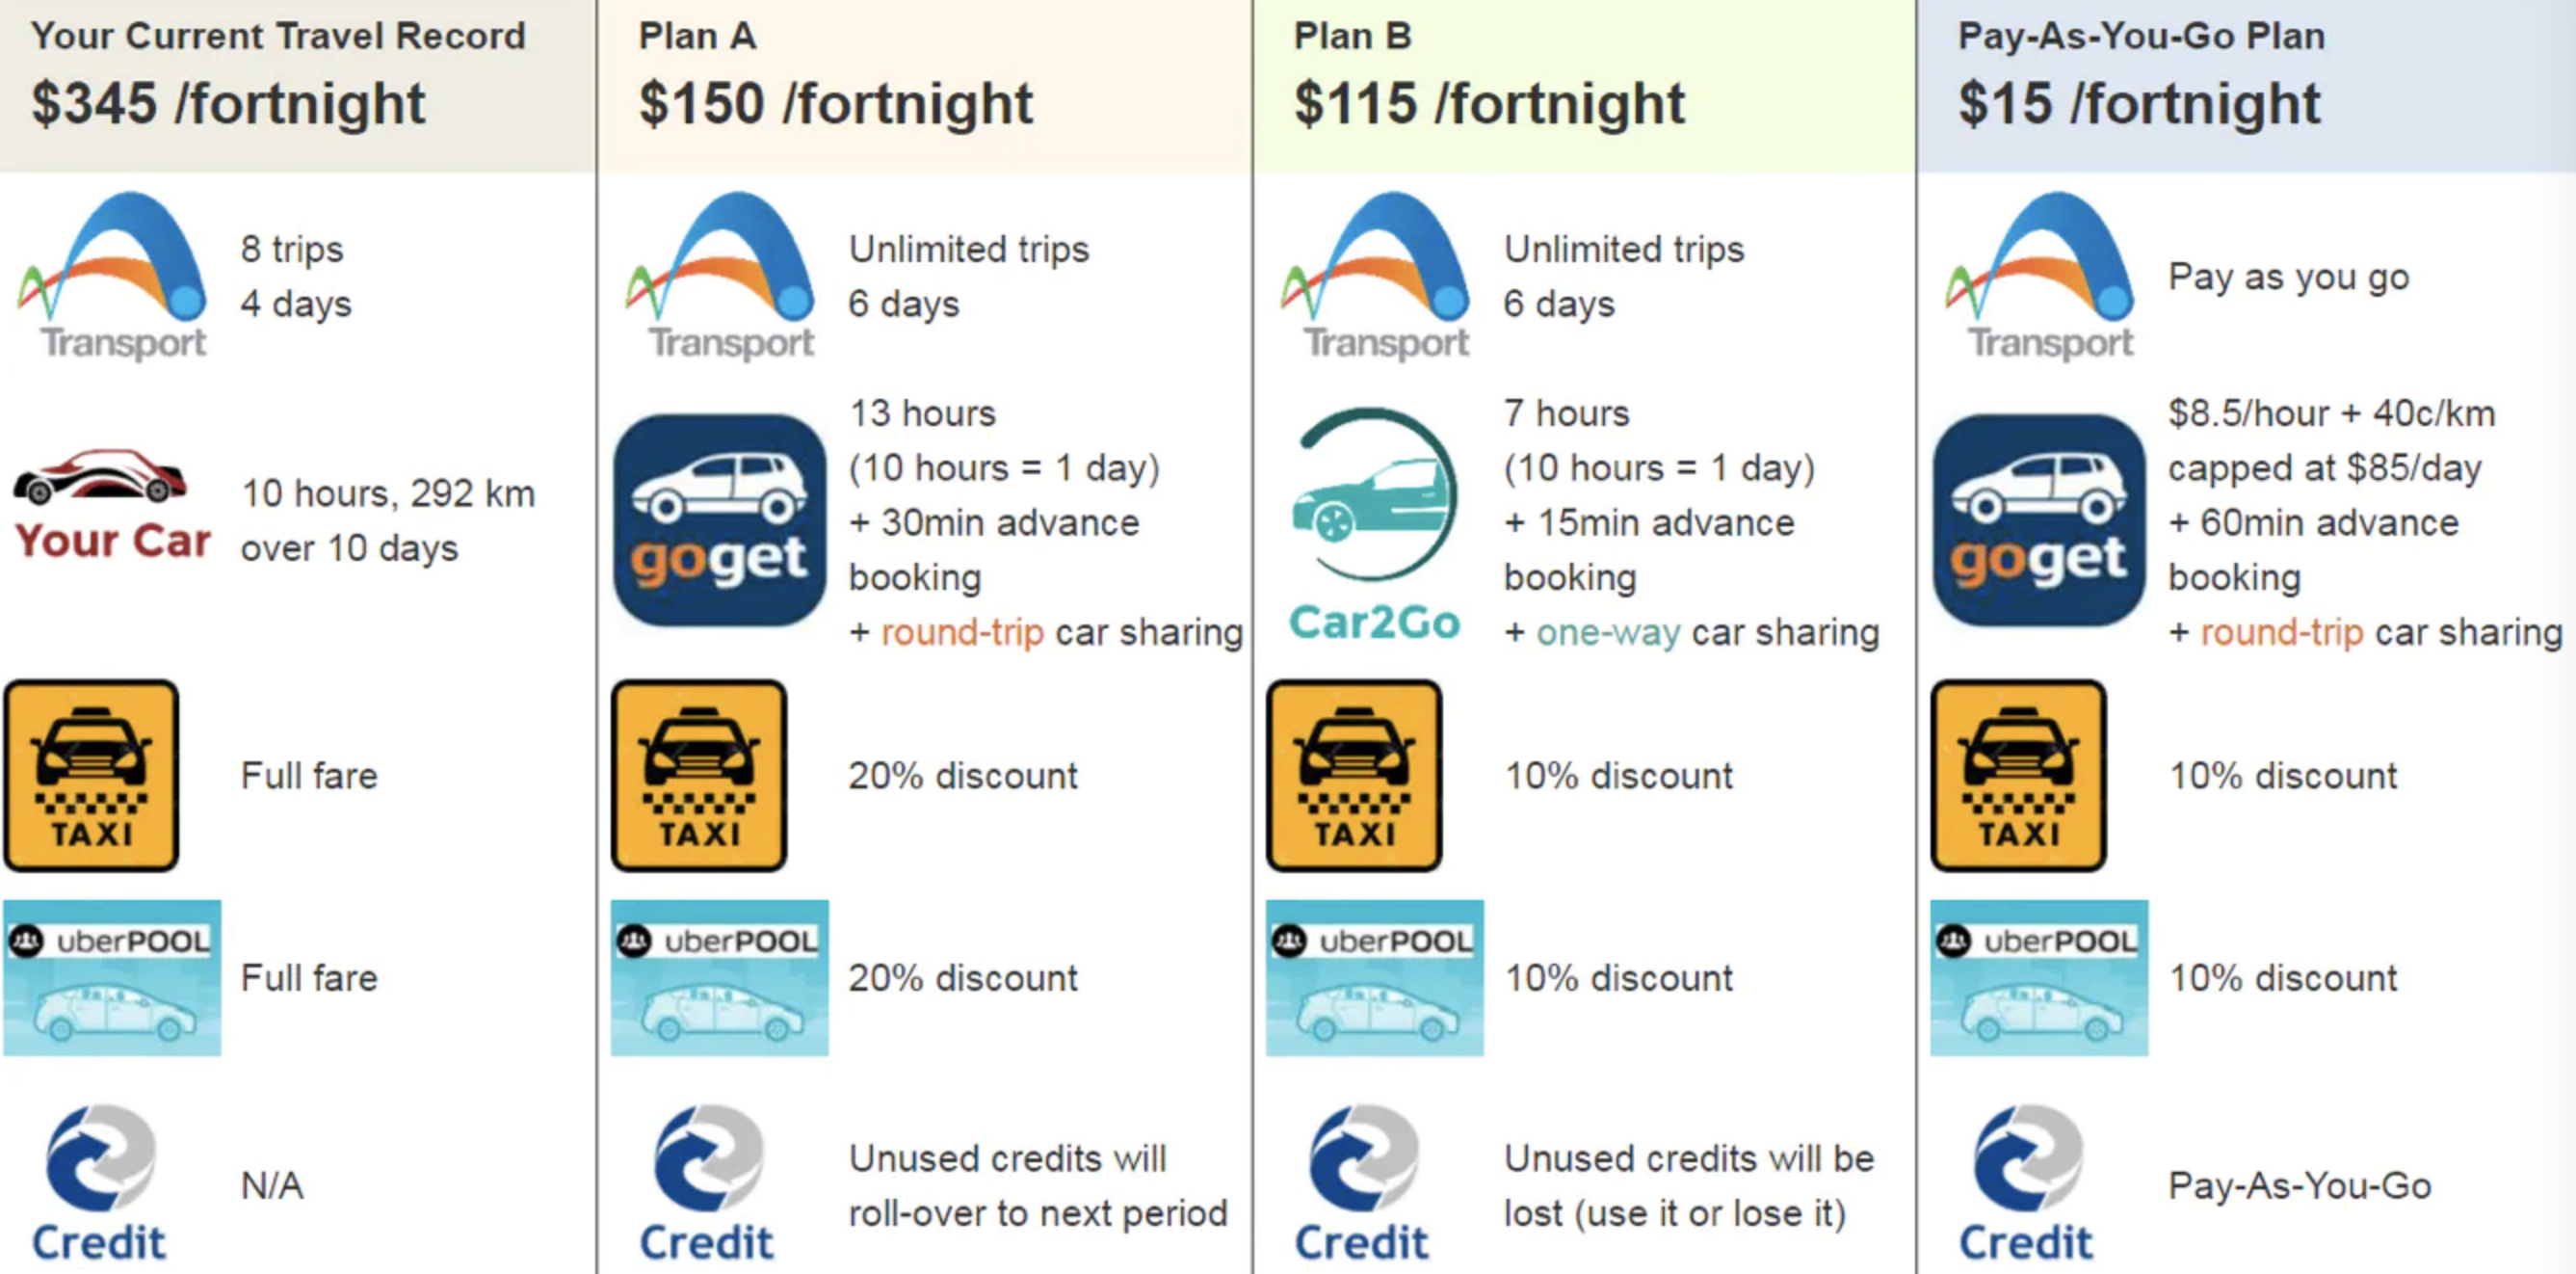 Your Current Travel Record
$345 /fortnight
Transport
8 trips
4 days
Your Car
10 hours, 292 km
over 10 days
TAXI
Full fare
uberPOOL
Full fare
Credit
N/A
Plan A
$150 /fortnight
Transport
Unlimited trips
6 days
goget
13 hours
(10 hours = 1 day)
+ 30min advance
booking
+ round-trip car sharing
TAXI
20% discount
uberPOOL
20% discount
Credit
Unused credits will
roll-over to next period
Plan B
$115 /fortnight
Transport
Unlimited trips
6 days
Car2Go
7 hours
(10 hours = 1 day)
+ 15min advance
booking
+ one-way car sharing
TAXI
10% discount
uberPOOL
10% discount
Credit
Unused credits will be
lost (use it or lose it)
Pay-As-You-Go Plan
$15 /fortnight
Transport
Pay as you go
goget
$8.5/hour + 40c/km
capped at $85/day
+ 60min advance
booking
+ round-trip car sharing
TAXI
10% discount
uberPOOL
10% discount
Credit
Pay-As-You-Go